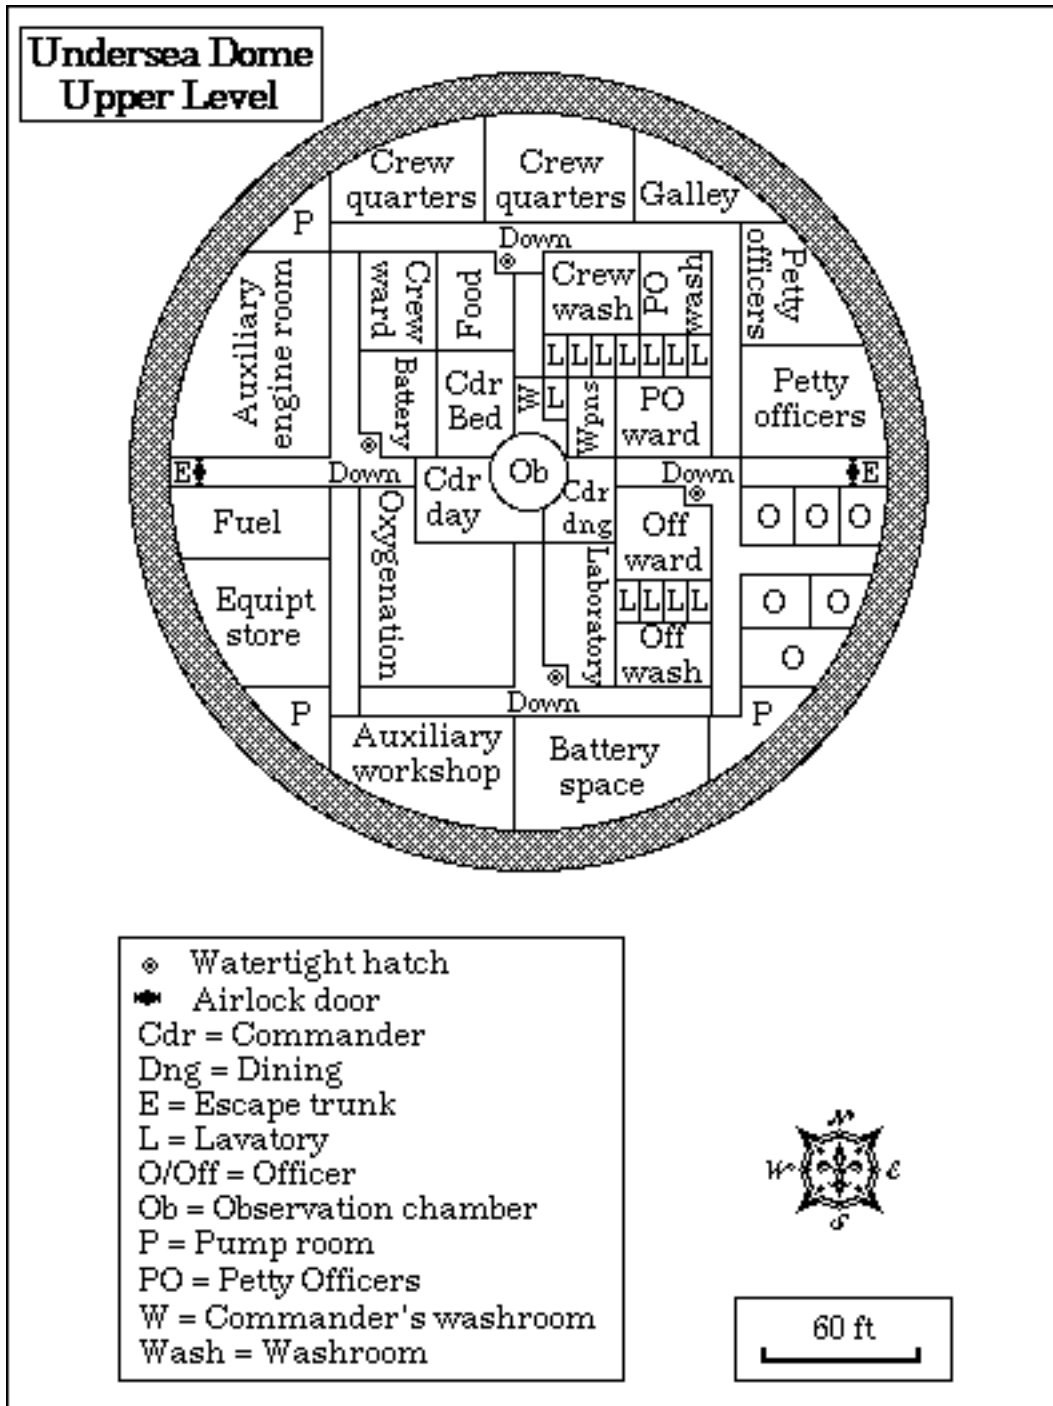 Undersea Dome
Upper Level
Crew
quarters
Crew
quarters
Galley
P
Down
Petty
officers
Auxiliary
engine room
Crew
ward
Food
Crew
wash
PO
wash
L L L L L L L
Battery
Cdr
Bed
W
L
Wpns
PO
ward
Petty
officers
E
Down
Cdr
day
Ob
Cdr
dng
Down
E
Fuel
Oxygenation
Off
ward
O O O
Equipt
store
Laboratory
L L L L
O O
Off
wash
O
P
Down
P
Auxiliary
workshop
Battery
space
Watertight hatch
Airlock door
Cdr = Commander
Dng = Dining
E = Escape trunk
L = Lavatory
O/Off = Officer
Ob = Observation chamber
P = Pump room
PO = Petty Officers
W = Commander's washroom
Wash = Washroom
N
W E
S
60 ft